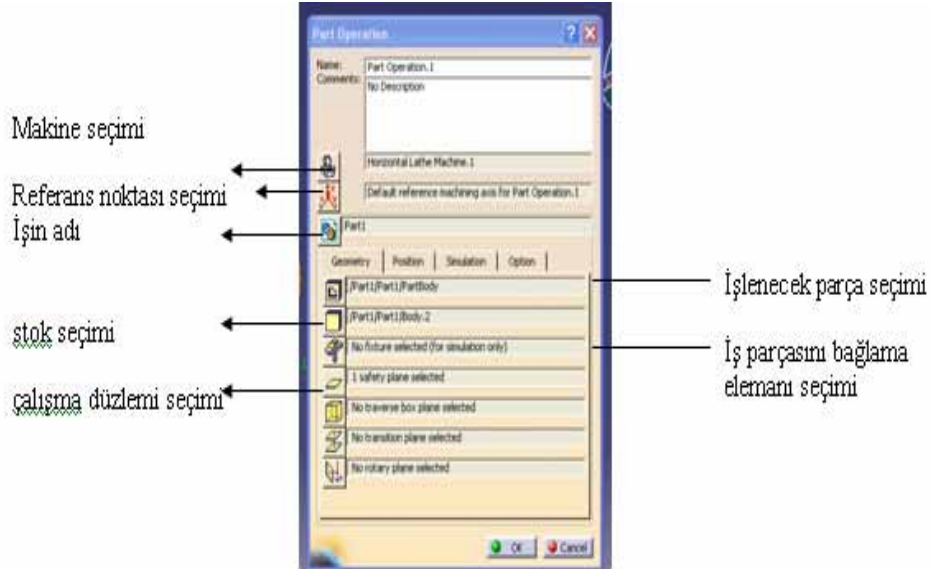 Part Operation
Name:
Part Operation.1
Comments:
No Description
Makine seçimi
Horizontal Lathe Machine.1
Referans noktası seçimi
Default reference machining axis for Part Operation.1
İşin adı
Part1
Geometry Position Simulation Option
/Part1/Part1/PartBody
İşlenecek parça seçimi
/Part1/Part1/Body.2
stok seçimi
No fixture selected (for simulation only)
İş parçasını bağlama
elemanı seçimi
1 safety plane selected
çalışma düzlemi seçimi
No traverse box plane selected
No transition plane selected
No rotary plane selected
OK Cancel